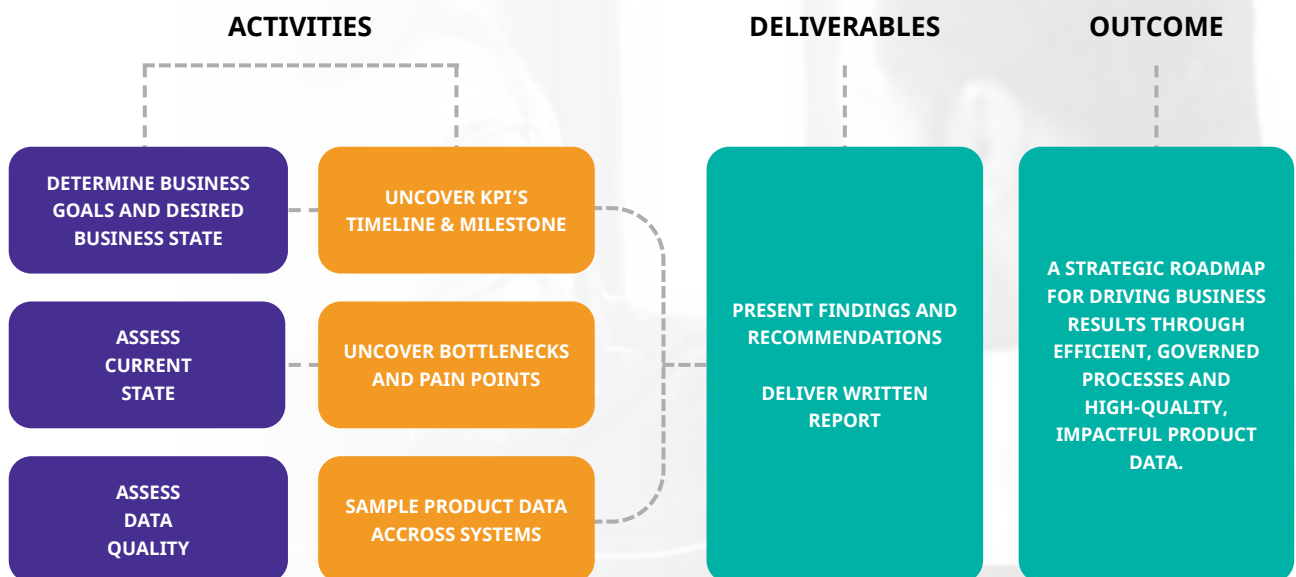 ACTIVITIES
DELIVERABLES
OUTCOME
DETERMINE BUSINESS
GOALS AND DESIRED
BUSINESS STATE
UNCOVER KPI’S
TIMELINE & MILESTONE
ASSESS
CURRENT
STATE
UNCOVER BOTTLENECKS
AND PAIN POINTS
ASSESS
DATA
QUALITY
SAMPLE PRODUCT DATA
ACCROSS SYSTEMS
PRESENT FINDINGS AND
RECOMMENDATIONS
DELIVER WRITTEN
REPORT
A STRATEGIC ROADMAP
FOR DRIVING BUSINESS
RESULTS THROUGH
EFFICIENT, GOVERNED
PROCESSES AND
HIGH-QUALITY,
IMPACTFUL PRODUCT
DATA.